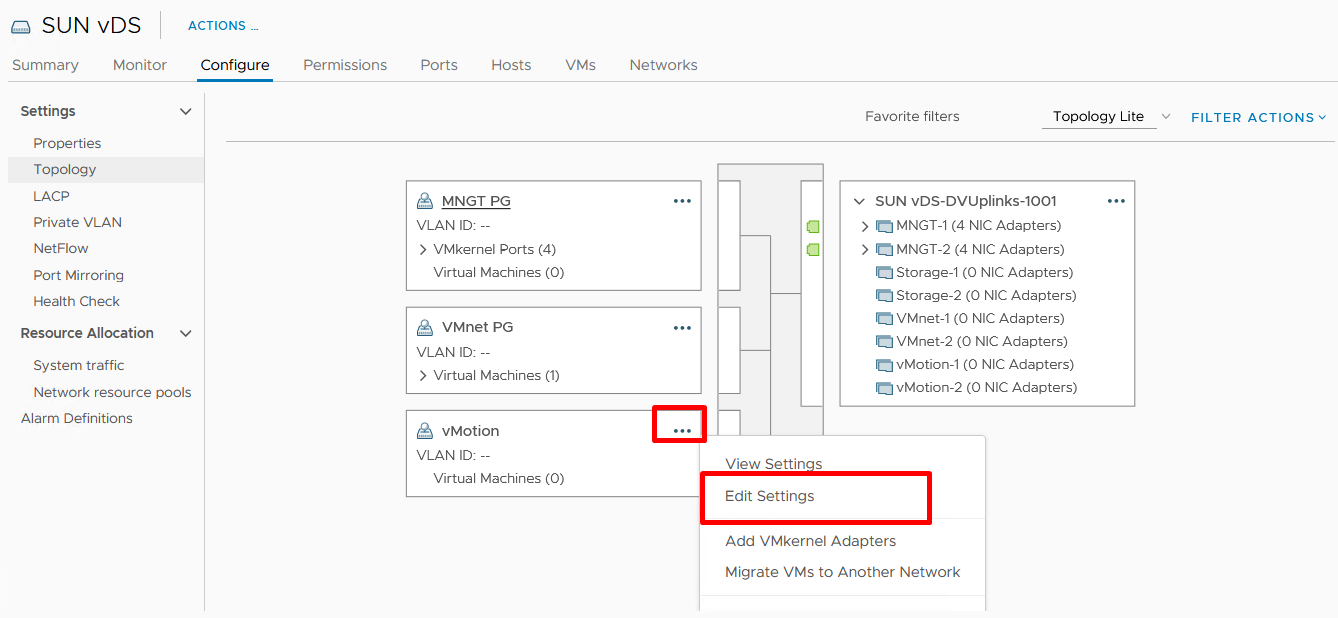 SUN vDS
ACTIONS ...
Summary Monitor Configure Permissions Ports Hosts VMs Networks
Settings
Properties
Topology
LACP
Private VLAN
NetFlow
Port Mirroring
Health Check
Resource Allocation
System traffic
Network resource pools
Alarm Definitions
Favorite filters Topology Lite FILTER ACTIONS
MNGT PG
VLAN ID: --
VMkernel Ports (4)
Virtual Machines (0)
VMnet PG
VLAN ID: --
Virtual Machines (1)
vMotion
VLAN ID: --
Virtual Machines (0)
SUN vDS-DVUplinks-1001
MNGT-1 (4 NIC Adapters)
MNGT-2 (4 NIC Adapters)
Storage-1 (0 NIC Adapters)
Storage-2 (0 NIC Adapters)
VMnet-1 (0 NIC Adapters)
VMnet-2 (0 NIC Adapters)
vMotion-1 (0 NIC Adapters)
vMotion-2 (0 NIC Adapters)
View Settings
Edit Settings
Add VMkernel Adapters
Migrate VMs to Another Network